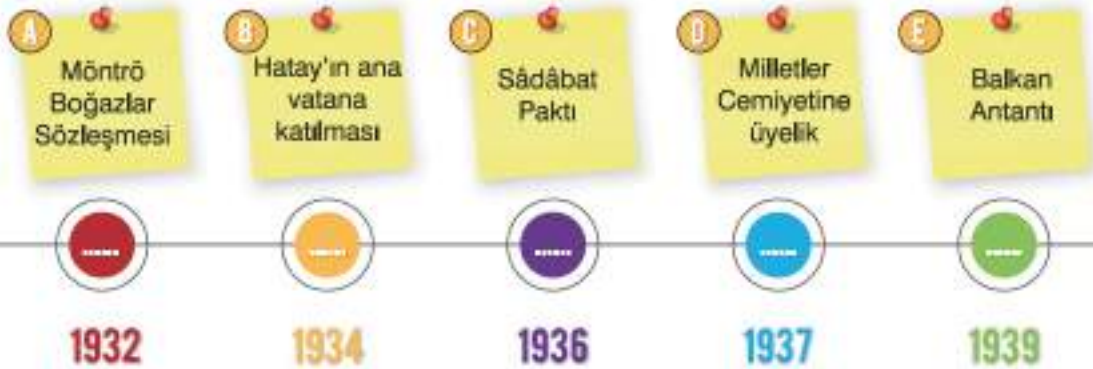 A
Möntrö
Boğazlar
Sözleşmesi
B
Hatay'ın ana
vatana
katılması
C
Sâdâbat
Paktı
D
Milletler
Cemiyetine
üyelik
E
Balkan
Antantı
......
......
......
......
......
1932
1934
1936
1937
1939